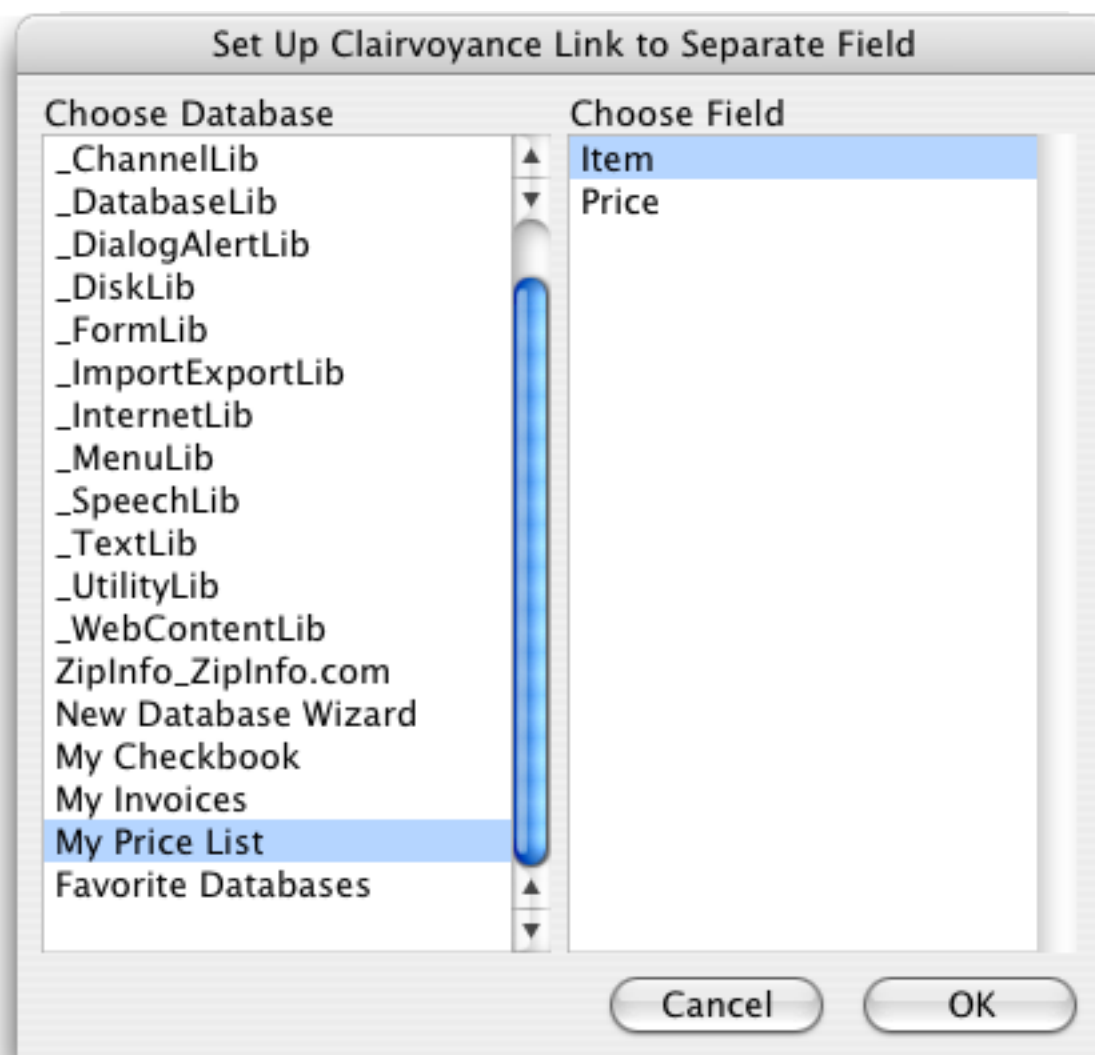 Set Up Clairvoyance Link to Separate Field
Choose Database
_ChannelLib
_DatabaseLib
_DialogAlertLib
_DiskLib
_FormLib
_ImportExportLib
_InternetLib
_MenuLib
_SpeechLib
_TextLib
_UtilityLib
_WebContentLib
ZipInfo_ZipInfo.com
New Database Wizard
My Checkbook
My Invoices
My Price List
Favorite Databases
Choose Field
Item
Price
Cancel
OK